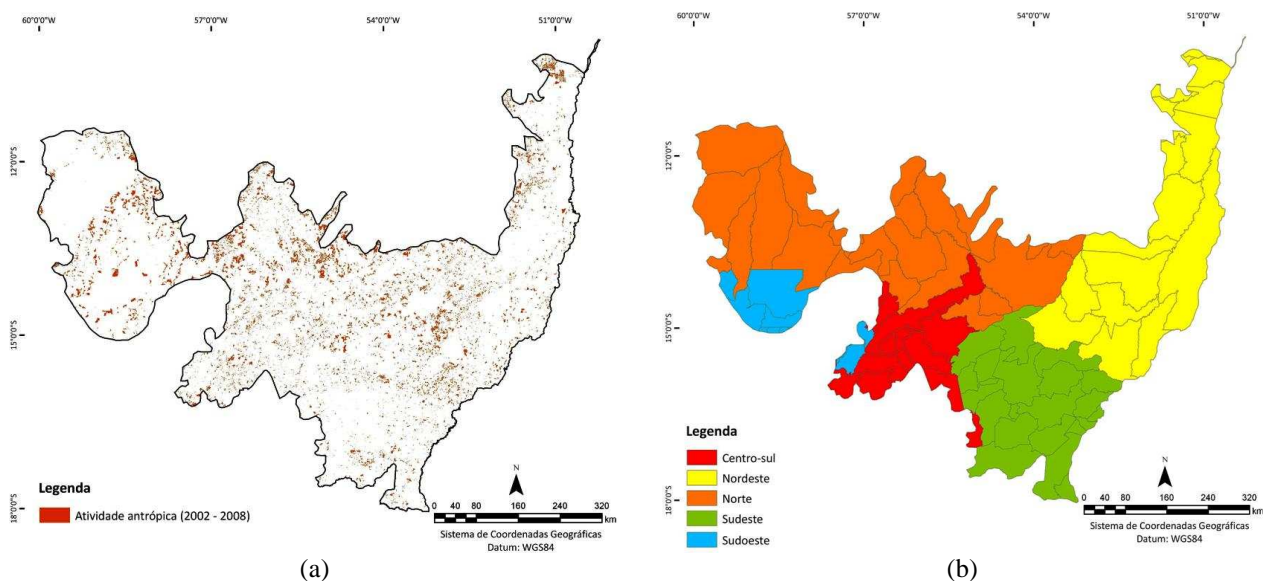 60°0'0"W 57°0'0"W 54°0'0"W 51°0'0"W
12°0'0"S
15°0'0"S
18°0'0"S
Legenda
Atividade antrópica (2002 - 2008)
N
0 40 80 160 240 320
km
Sistema de Coordenadas Geográficas
Datum: WGS84
(a)
60°0'0"W 57°0'0"W 54°0'0"W 51°0'0"W
12°0'0"S
15°0'0"S
18°0'0"S
Legenda
Centro-sul
Nordeste
Norte
Sudeste
Sudoeste
N
0 40 80 160 240 320
km
Sistema de Coordenadas Geográficas
Datum: WGS84
(b)